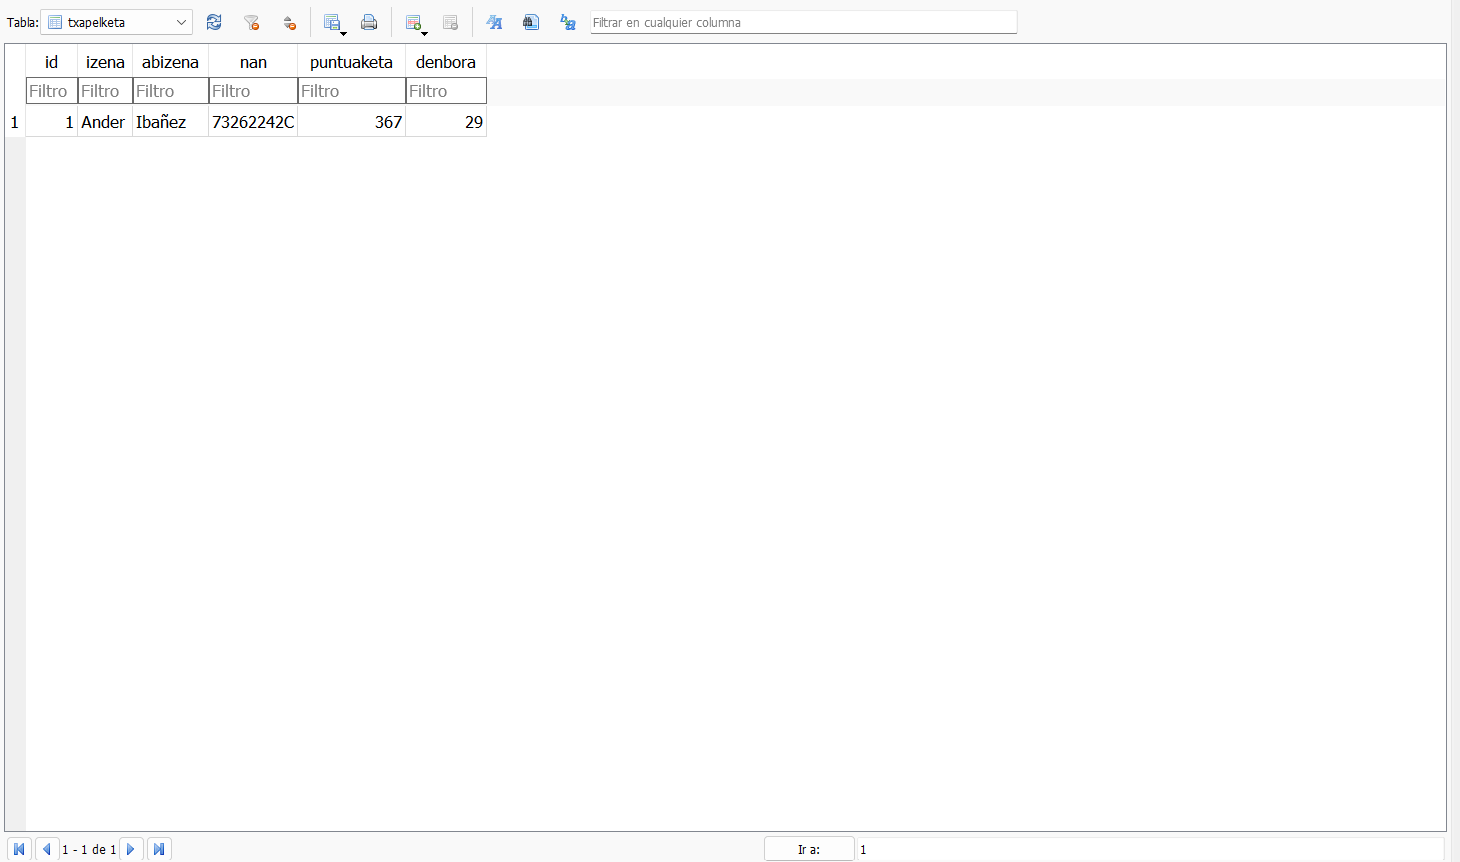 Tabla: txapelketa Filtrar en cualquier columna
id izena abizena nan puntuaketa denbora
Filtro Filtro Filtro Filtro Filtro Filtro
1 1 Ander Ibañez 73262242C 367 29
1 - 1 de 1 Ir a: 1